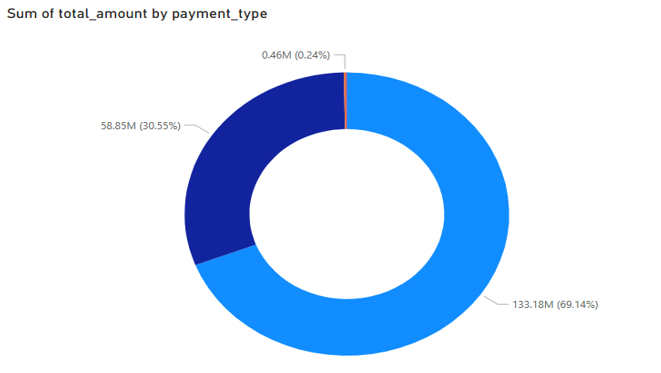 Sum of total_amount by payment_type
0.46M (0.24%)
58.85M (30.55%)
133.18M (69.14%)